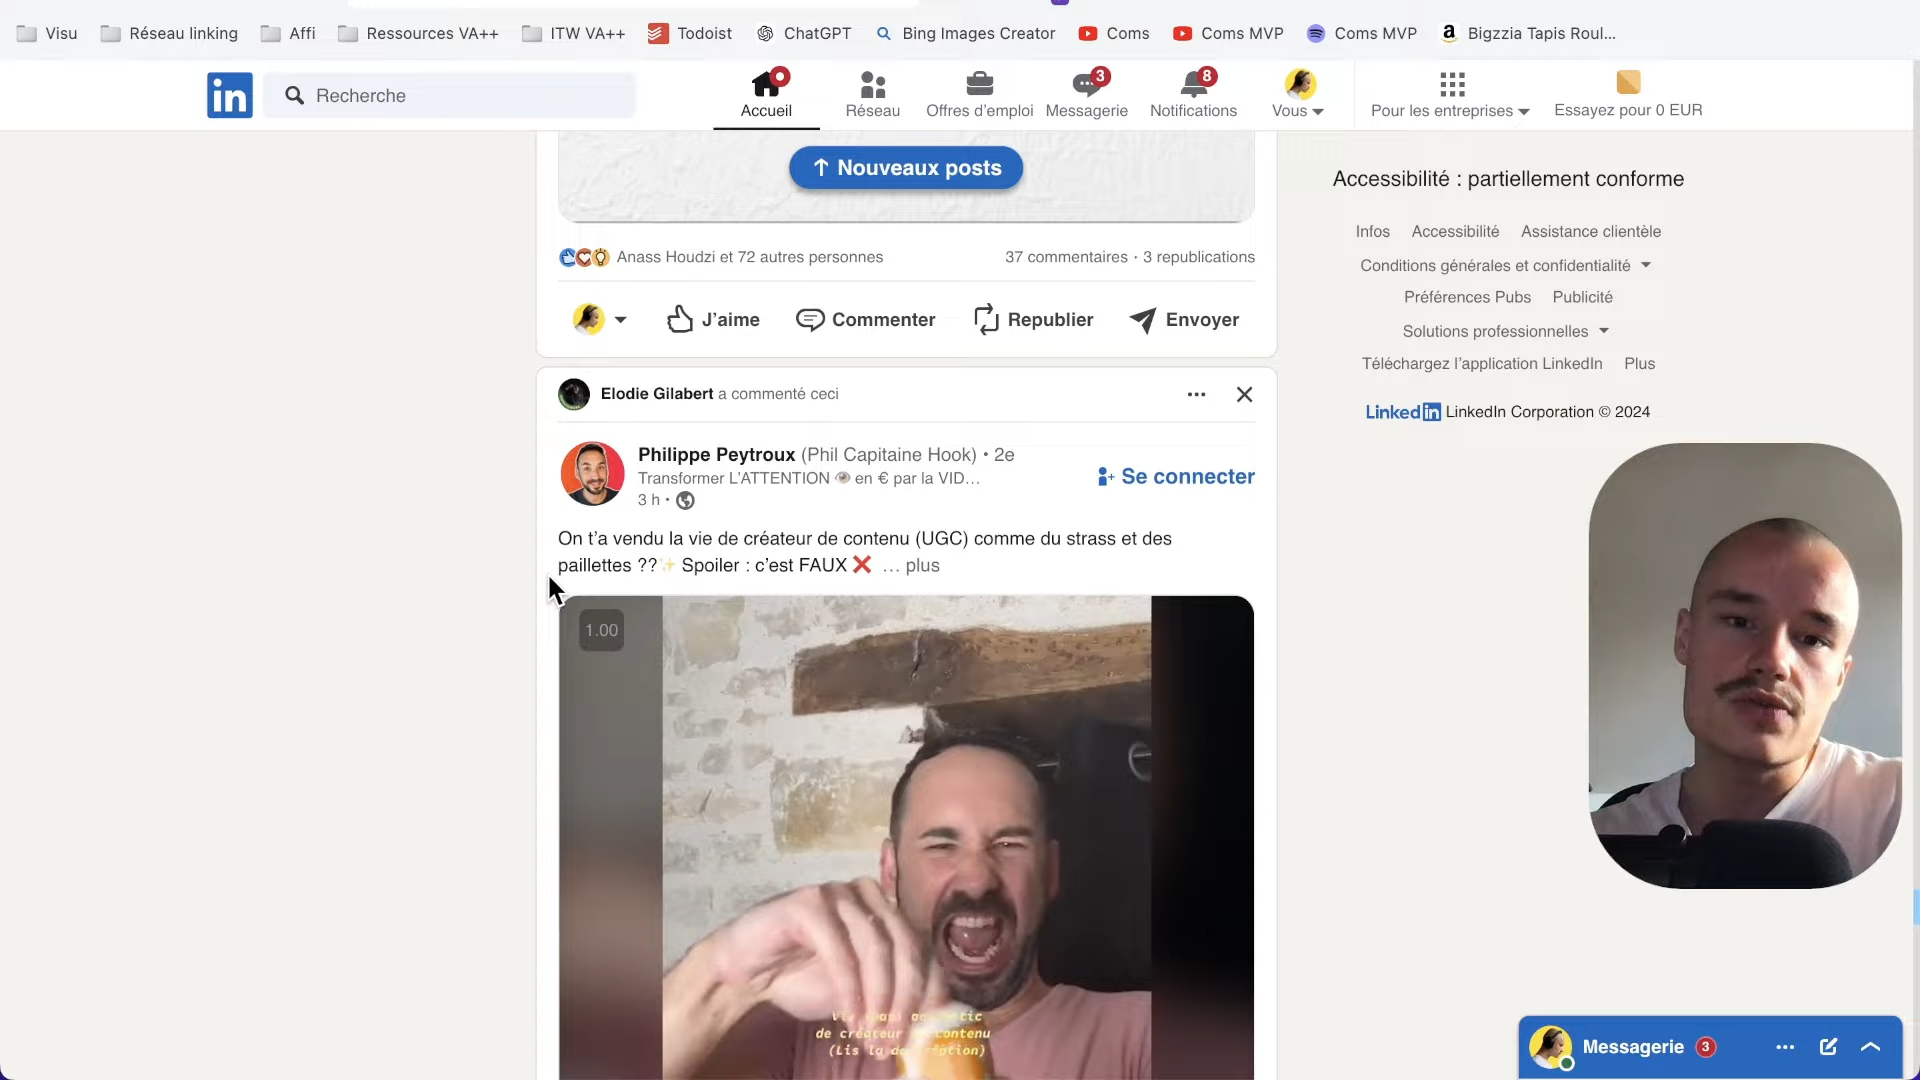 Visu
Réseau linking
Affi
Ressources VA++
ITW VA++
Todoist
ChatGPT
Bing Images Creator
Coms
Coms MVP
Coms MVP
Bigzzia Tapis Roul...
in
Recherche
Accueil
Réseau
Offres d'emploi
3
Messagerie
8
Notifications
Vous
Pour les entreprises
Essayez pour 0 EUR
↑ Nouveaux posts
Anass Houdzi et 72 autres personnes
37 commentaires · 3 republications
J'aime
Commenter
Republier
Envoyer
Elodie Gilabert a commenté ceci
Philippe Peytroux (Phil Capitaine Hook) • 2e
Transformer L'ATTENTION 👁 en € par la VID…
3 h •
Se connecter
On t'a vendu la vie de créateur de contenu (UGC) comme du strass et des
paillettes ??✨ Spoiler : c'est FAUX ❌ … plus
1.00
de créateur contenu
(Lis la
Accessibilité : partiellement conforme
Infos Accessibilité Assistance clientèle
Conditions générales et confidentialité
Préférences Pubs Publicité
Solutions professionnelles
Téléchargez l'application LinkedIn Plus
LinkedIn LinkedIn Corporation © 2024
Messagerie 3